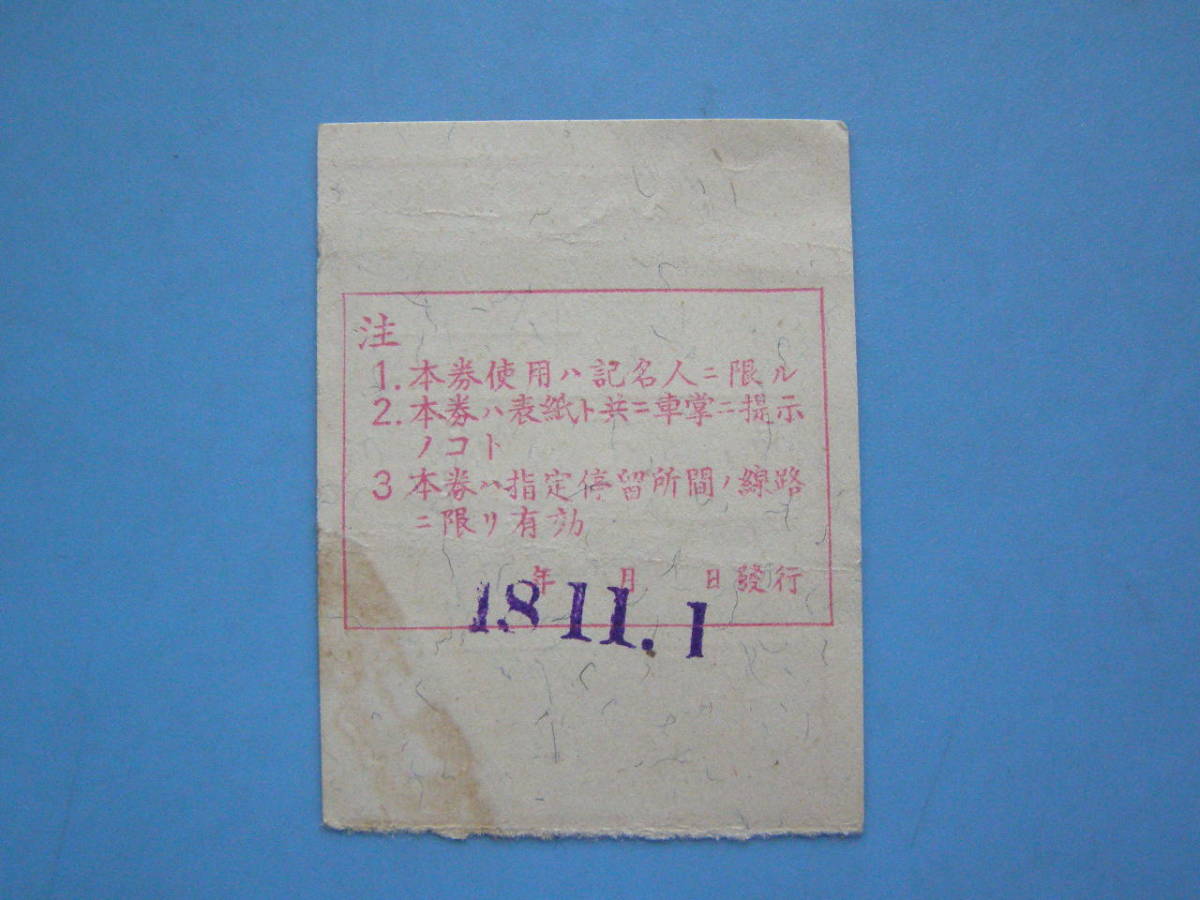 注
1. 本券使用ハ記名人ニ限ル
2. 本券ハ表紙ト共ニ車掌ニ提示
ノコト
3 本券ハ指定停留所間ノ線路
ニ限リ有効
年 月 日發行
18 11. 1